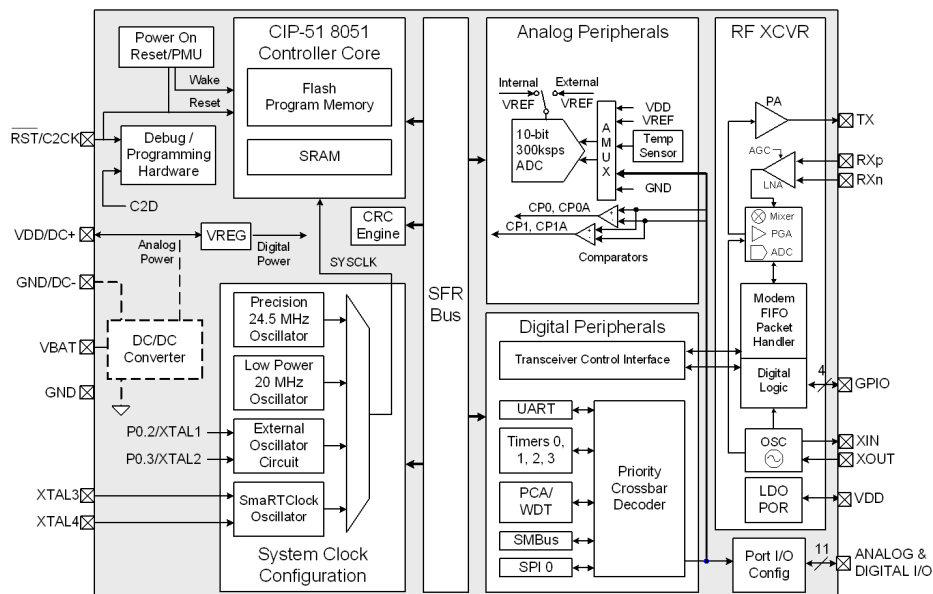 Power On
Reset/PMU
Wake
Reset
RST/C2CK
Debug /
Programming
Hardware
C2D
CIP-51 8051
Controller Core
Flash
Program Memory
SRAM
VDD/DC+
VREG
Analog
Power
Digital
Power
SYSCLK
CRC
Engine
GND/DC-
DC/DC
Converter
VBAT
GND
Precision
24.5 MHz
Oscillator
Low Power
20 MHz
Oscillator
P0.2/XTAL1
P0.3/XTAL2
External
Oscillator
Circuit
XTAL3
XTAL4
SmaRTClock
Oscillator
System Clock
Configuration
SFR
Bus
Analog Peripherals
Internal
VREF
External
VREF
10-bit
300ksps
ADC
A
M
U
X
VDD
VREF
Temp
Sensor
GND
CP0, CP0A
CP1, CP1A
+
-
+
-
Comparators
Digital Peripherals
Transceiver Control Interface
UART
Timers 0,
1, 2, 3
PCA/
WDT
SMBus
SPI 0
Priority
Crossbar
Decoder
RF XCVR
PA
TX
AGC
LNA
RXp
RXn
Mixer
PGA
ADC
Modem
FIFO
Packet
Handler
Digital
Logic
4
GPIO
OSC
XIN
XOUT
LDO
POR
VDD
Port I/O
Config
11
ANALOG &
DIGITAL I/O